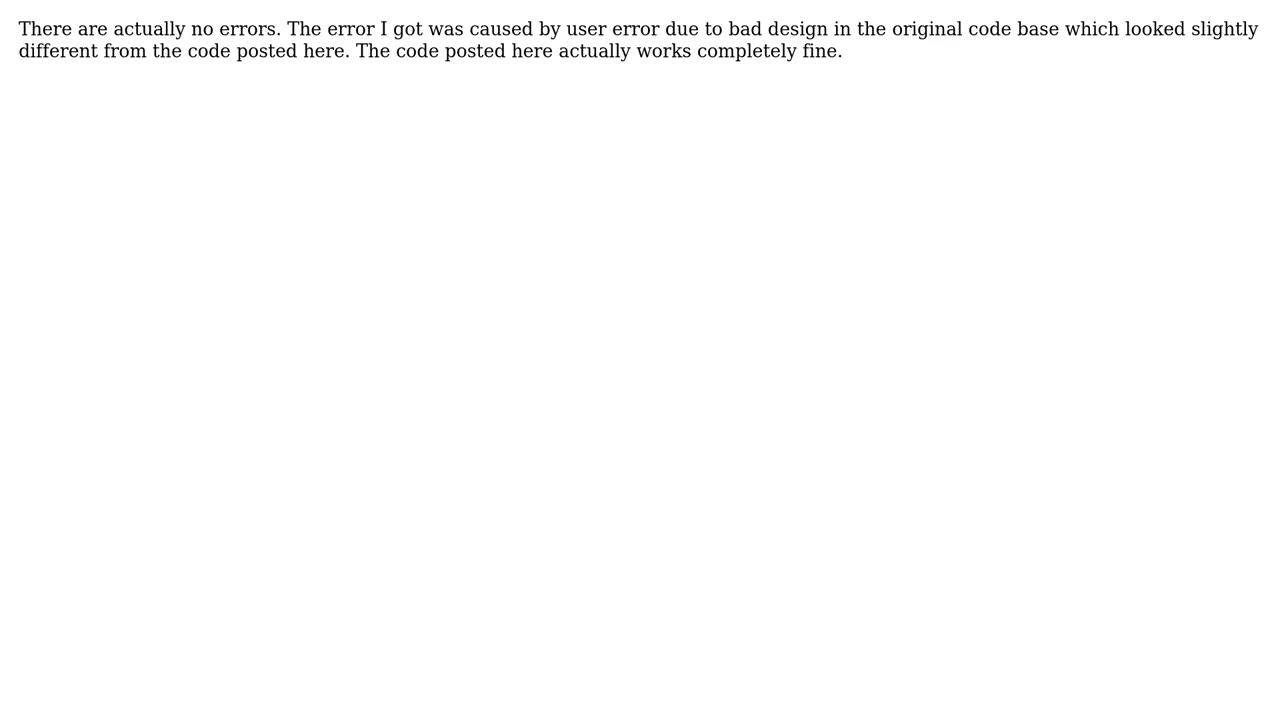 There are actually no errors. The error I got was caused by user error due to bad design in the original code base which looked slightly
different from the code posted here. The code posted here actually works completely fine.